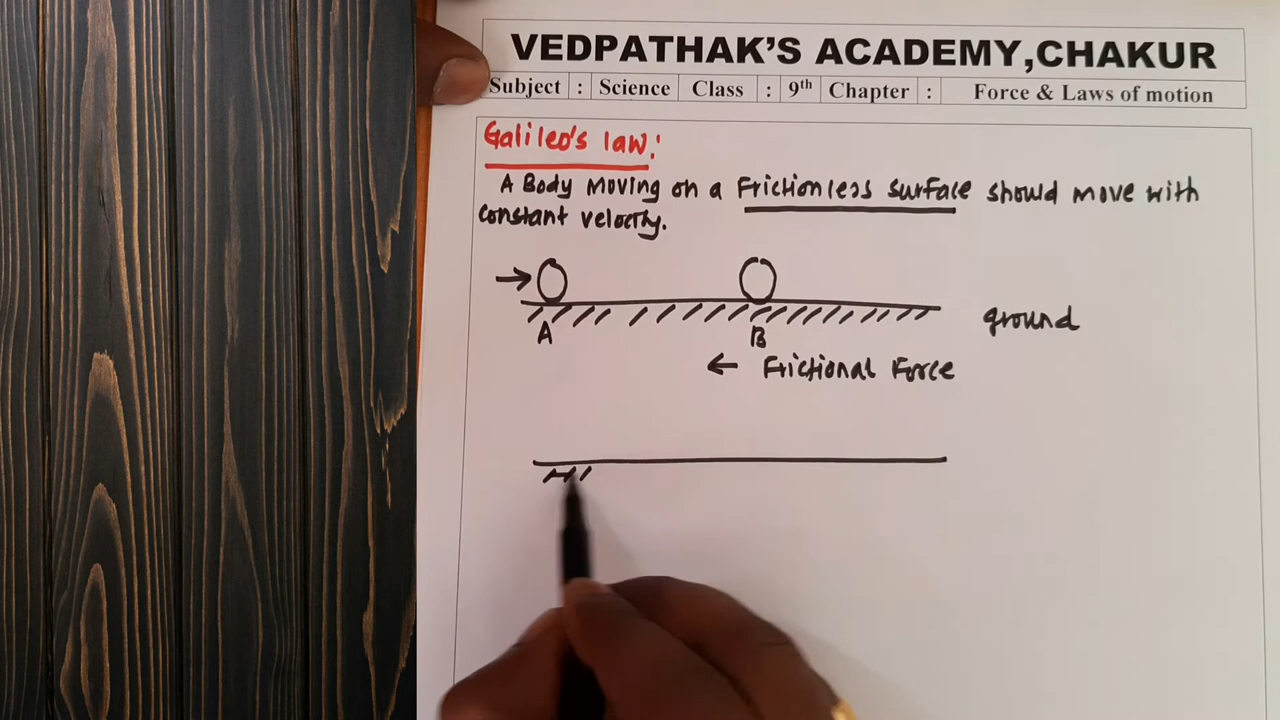 VEDPATHAK'S ACADEMY,CHAKUR
Subject : Science Class : 9th Chapter : Force & Laws of motion
Galileo's law:
A Body moving on a Frictionless surface should move with
constant velocity.
A B ground
← Frictional Force